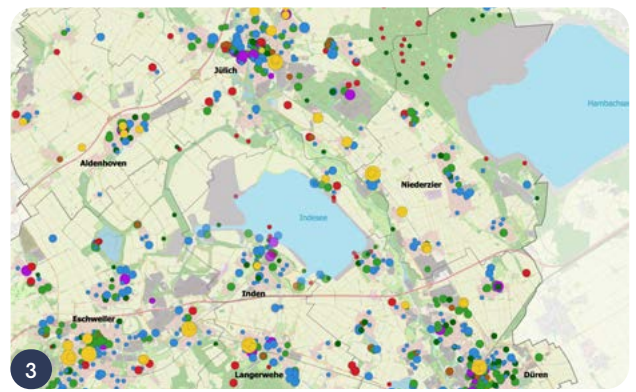 Jülich
Hambachsee
Aldenhoven
Niederzier
Indesee
Inden
Eschweiler
Langerwehe
Düren
3